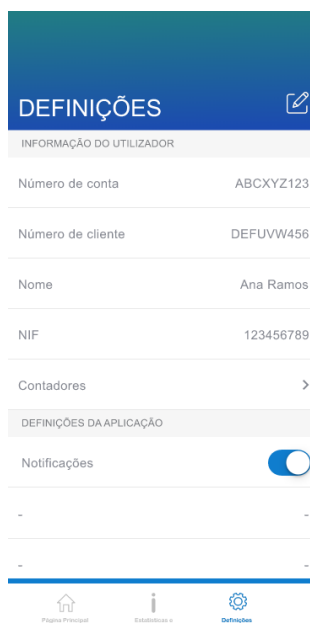 DEFINIÇÕES
INFORMAÇÃO DO UTILIZADOR
Número de conta ABCXYZ123
Número de cliente DEFUVW456
Nome Ana Ramos
NIF 123456789
Contadores >
DEFINIÇÕES DA APLICAÇÃO
Notificações
- -
- -
Página Principal Estatísticas e Definições